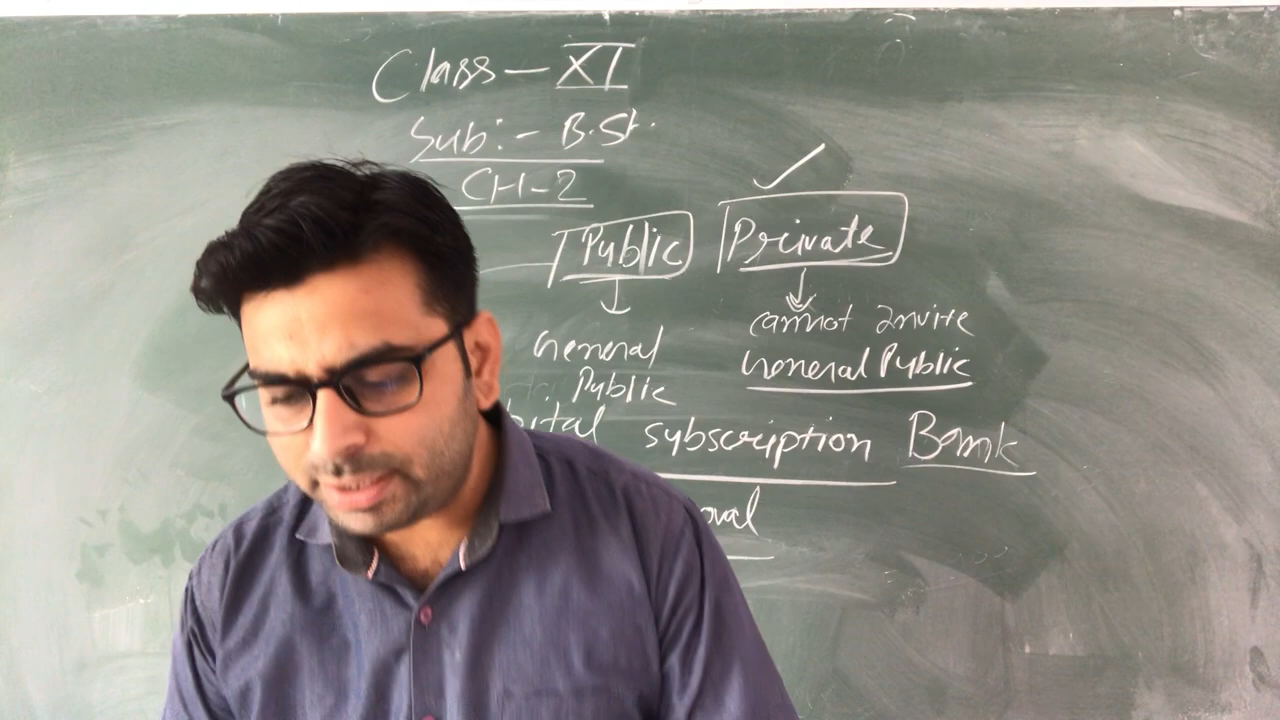 Class - XI
Sub:- B.St.
CH-2
Public Private
cannot invite
General General Public
Public
subscription Bank